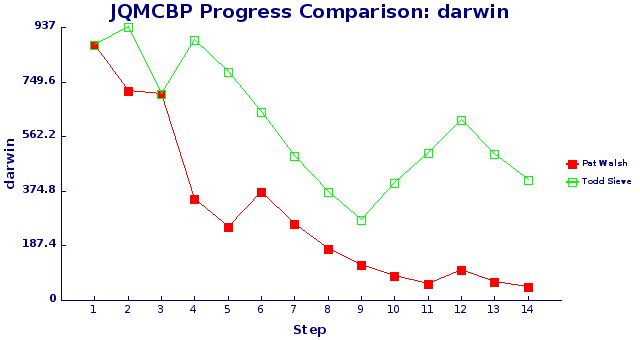 JQMCBP Progress Comparison: darwin
937
749.6
562.2
374.8
187.4
0
darwin
1 2 3 4 5 6 7 8 9 10 11 12 13 14
Step
Pat Walsh
Todd Sieve